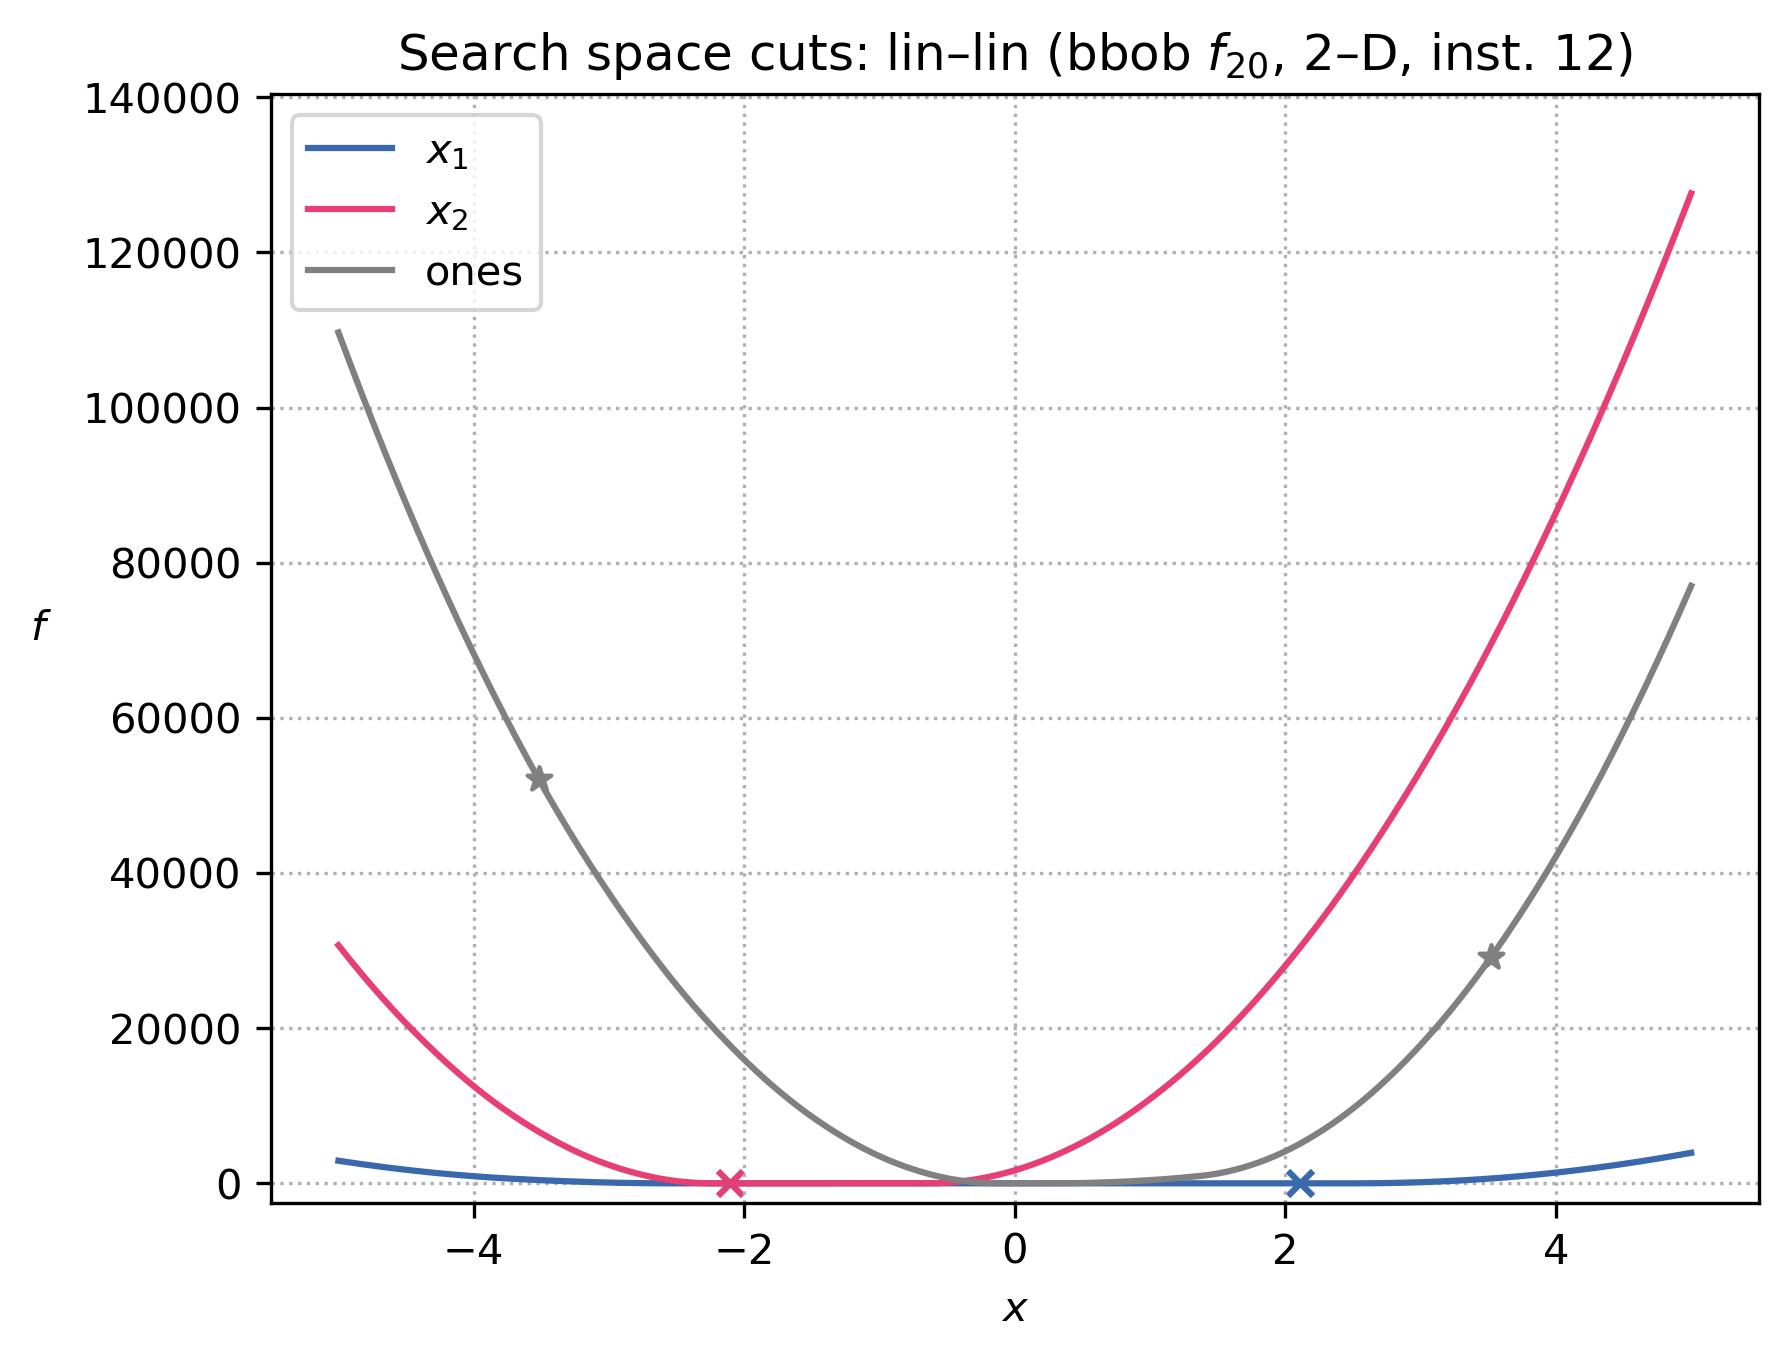 Search space cuts: lin–lin (bbob f20, 2–D, inst. 12)
140000
120000
100000
80000
60000
40000
20000
0
x1
x2
ones
f
−4 −2 0 2 4
x